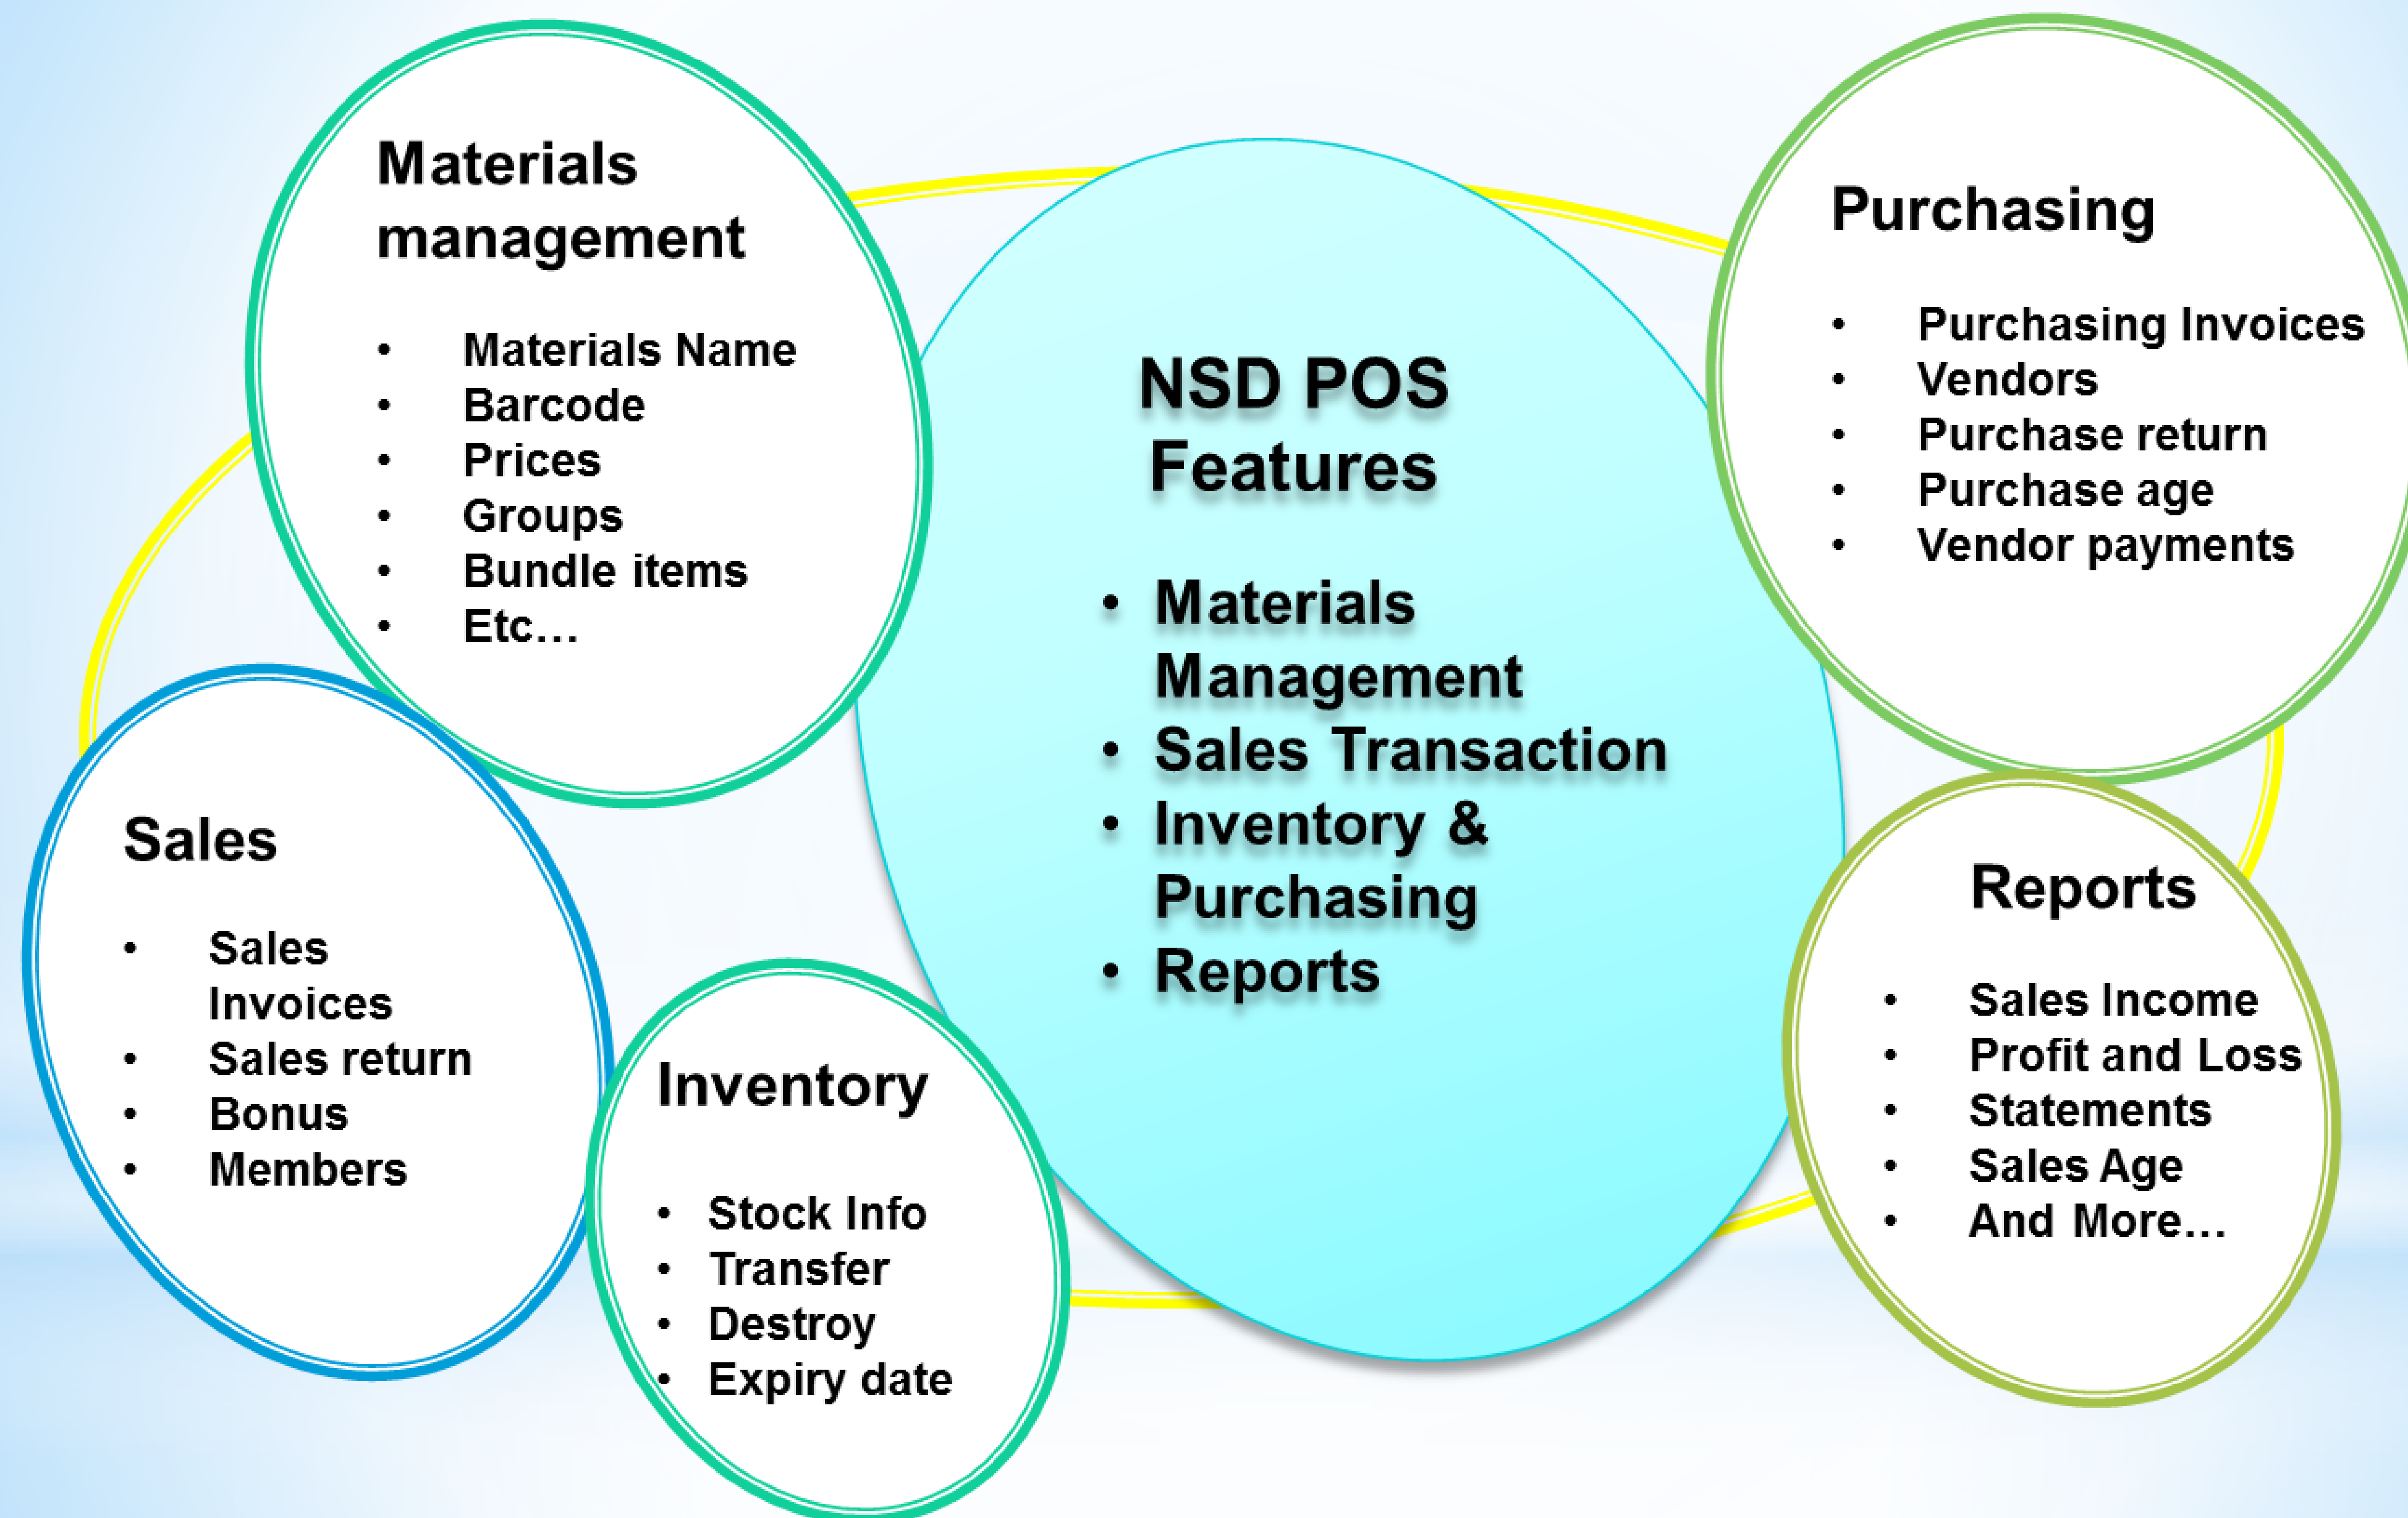 Materials
management
• Materials Name
• Barcode
• Prices
• Groups
• Bundle items
• Etc…
NSD POS
Features
• Materials
Management
• Sales Transaction
• Inventory &
Purchasing
• Reports
Purchasing
• Purchasing Invoices
• Vendors
• Purchase return
• Purchase age
• Vendor payments
Sales
• Sales
Invoices
• Sales return
• Bonus
• Members
Inventory
• Stock Info
• Transfer
• Destroy
• Expiry date
Reports
• Sales Income
• Profit and Loss
• Statements
• Sales Age
• And More…